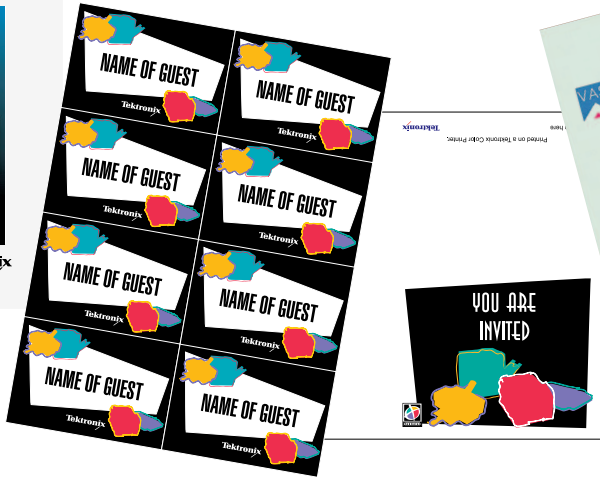 NAME OF GUEST
Tektronix
NAME OF GUEST
Tektronix
NAME OF GUEST
Tektronix
NAME OF GUEST
Tektronix
NAME OF GUEST
Tektronix
NAME OF GUEST
Tektronix
NAME OF GUEST
Tektronix
NAME OF GUEST
Tektronix
ix
Printed on a Tektronix Color Printer,
Tektronix
YOU ARE
INVITED
VAS